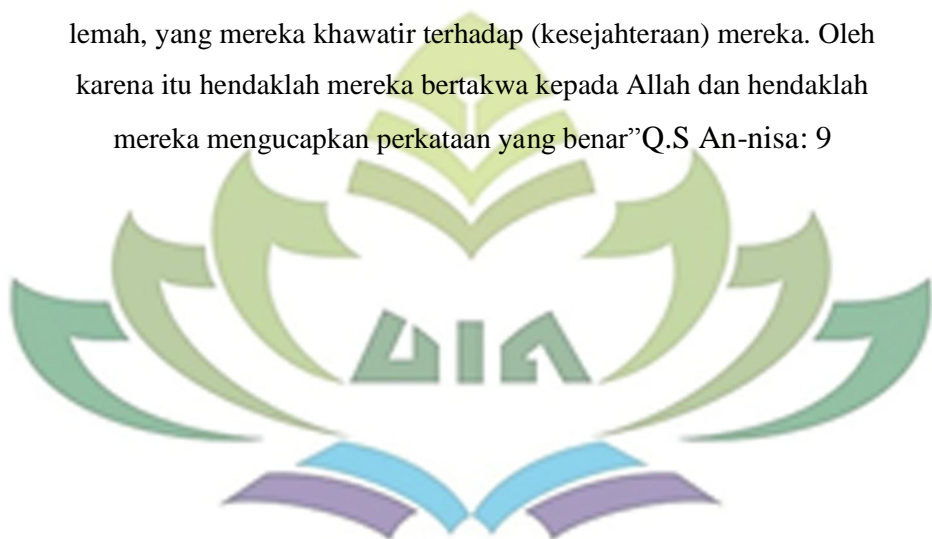 lemah, yang mereka khawatir terhadap (kesejahteraan) mereka. Oleh
karena itu hendaklah mereka bertakwa kepada Allah dan hendaklah
mereka mengucapkan perkataan yang benar”Q.S An-nisa: 9
UIN